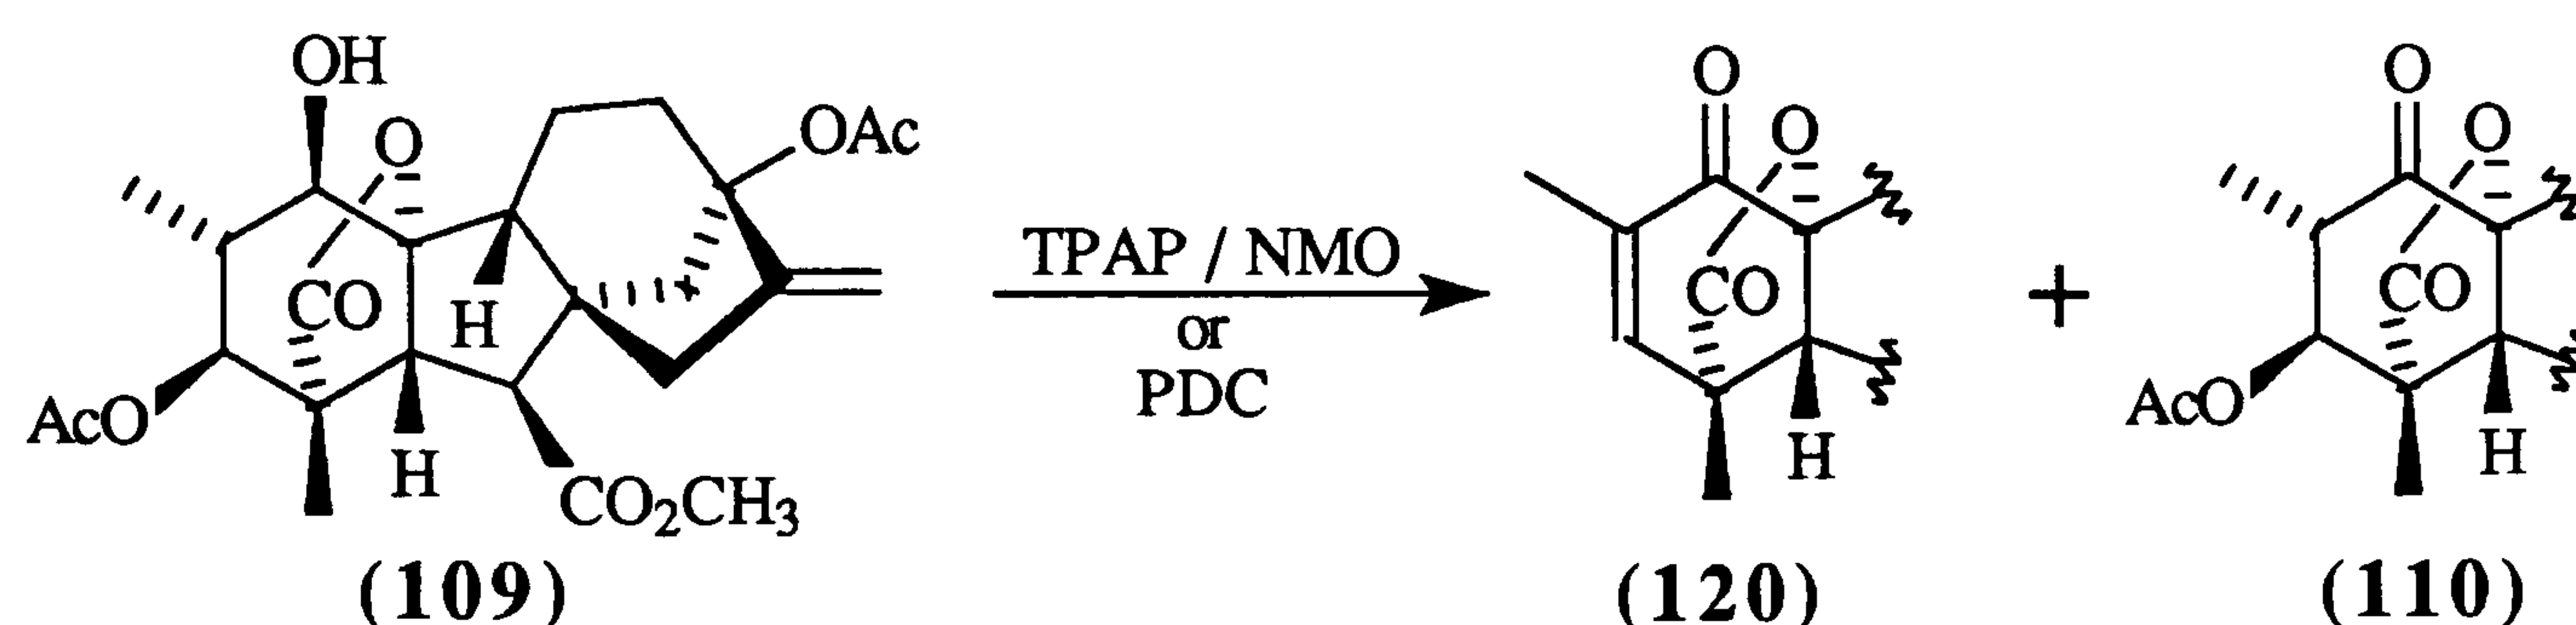 OH
O
OAc
CO
H
AcO
H
CO₂CH₃
(109)
TPAP / NMO
or
PDC
O
O
CO
H
(120)
+
O
O
CO
AcO
H
(110)